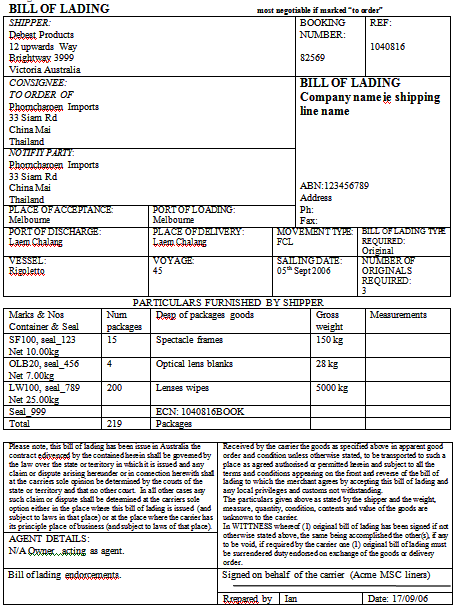 BILL OF LADING
most negotiable if marked "to order"
SHIPPER:
Debest Products
12 upwards Way
Brightway 3999
Victoria Australia
BOOKING
NUMBER:
82569
REF:
1040816
CONSIGNEE:
TO ORDER OF
Phomchampen Imports
33 Siam Rd
China Mai
Thailand
BILL OF LADING
Company name ie shipping
line name
NOTIFIY PARTY:
Phomchampen Imports
33 Siam Rd
China Mai
Thailand
ABN:123456789
Address
Ph:
Fax:
PLACE OF ACCEPTANCE:
Melbourne
PORT OF LOADING:
Melbourne
PORT OF DISCHARGE:
Laem Chalang
PLACE OF DELIVERY:
Laem Chalang
MOVEMENT TYPE:
FCL
BILL OF LADING TYPE
REQUIRED:
Original
VESSEL:
Rigoletto
VOYAGE:
45
SAILING DATE:
05th Sept 2006
NUMBER OF
ORIGINALS
REQUIRED:
3
PARTICULARS FURNISHED BY SHIPPER
Marks & Nos
Container & Seal
Num
packages
Desp of packages goods
Gross
weight
Measurements
SF100, seal_123
Net 10.00kg
15
Spectacle frames
150 kg
OLB20, seal_456
Net 7.00kg
4
Optical lens blanks
28 kg
LW100, seal_789
Net 25.00kg
200
Lenses wipes
5000 kg
Seal_999
ECN: 1040816BOOK
Total
219
Packages
Please note, this bill of lading has been issue in Australia the
contract by the contained herein shall be governed by
the law over the state or territory in which it is issued and any
claim or dispute arising hereunder or in connection herewith shall
at the carriers sole opinion be determined by the courts of the
state or territory and that no other court. In all other cases any
such claim or dispute shall be determined at the carriers sole
option either in the place where this bill of lading is issued (and
subject to laws in that place) or at the place where the carrier has
its principle place of business (and subject to laws of that place).
Received by the carrier the goods as specified above in apparent good
order and condition unless otherwise stated, to be transported to such a
place as agreed authorised or permitted herein and subject to all the
terms and conditions appearing on the front and reverse of the bill of
lading to which the merchant agrees by accepting this bill of lading and
any local privileges and customs not withstanding.
The particulars given above as stated by the shipper and the weight,
measure, quantity, condition, contents and value of the goods are
unknown to the carrier.
In WITNESS whereof (1) original bill of lading has been signed if not
otherwise stated above, the same being accomplished the other(s), if any
to be void, if required by the carrier one (1) original bill of lading must
be surrendered duty endorsed on exchange of the goods or delivery
order.
AGENT DETAILS:
N/A Owner acting as agent.
Bill of lading endorsements.
Signed on behalf of the carrier (Acme MSC liners)
Prepared by
Ian
Date: 17/09/06